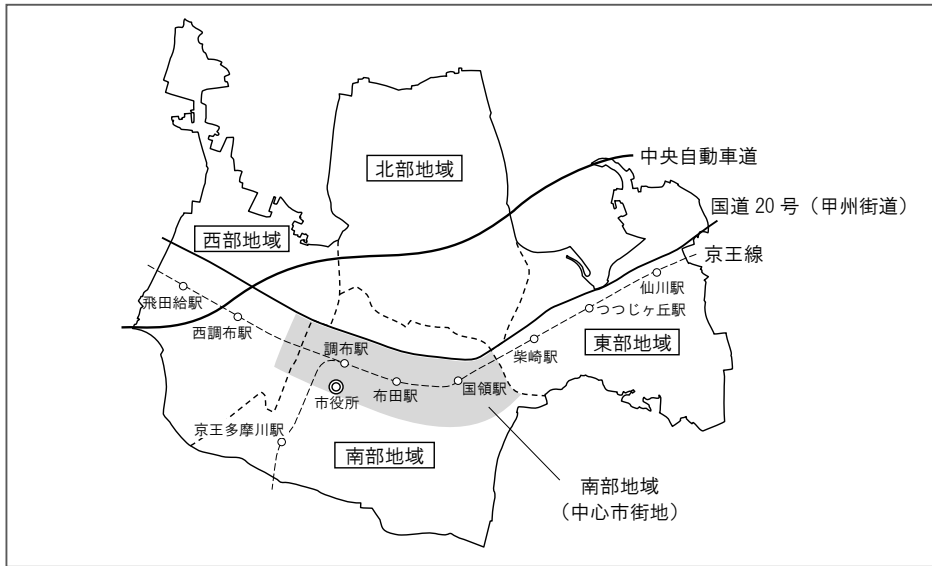 中央自動車道
北部地域
国道 20 号（甲州街道）
西部地域
京王線
仙川駅
飛田給駅
つつじヶ丘駅
西調布駅
柴崎駅
東部地域
調布駅
布田駅
国領駅
市役所
京王多摩川駅
南部地域
南部地域
（中心市街地）